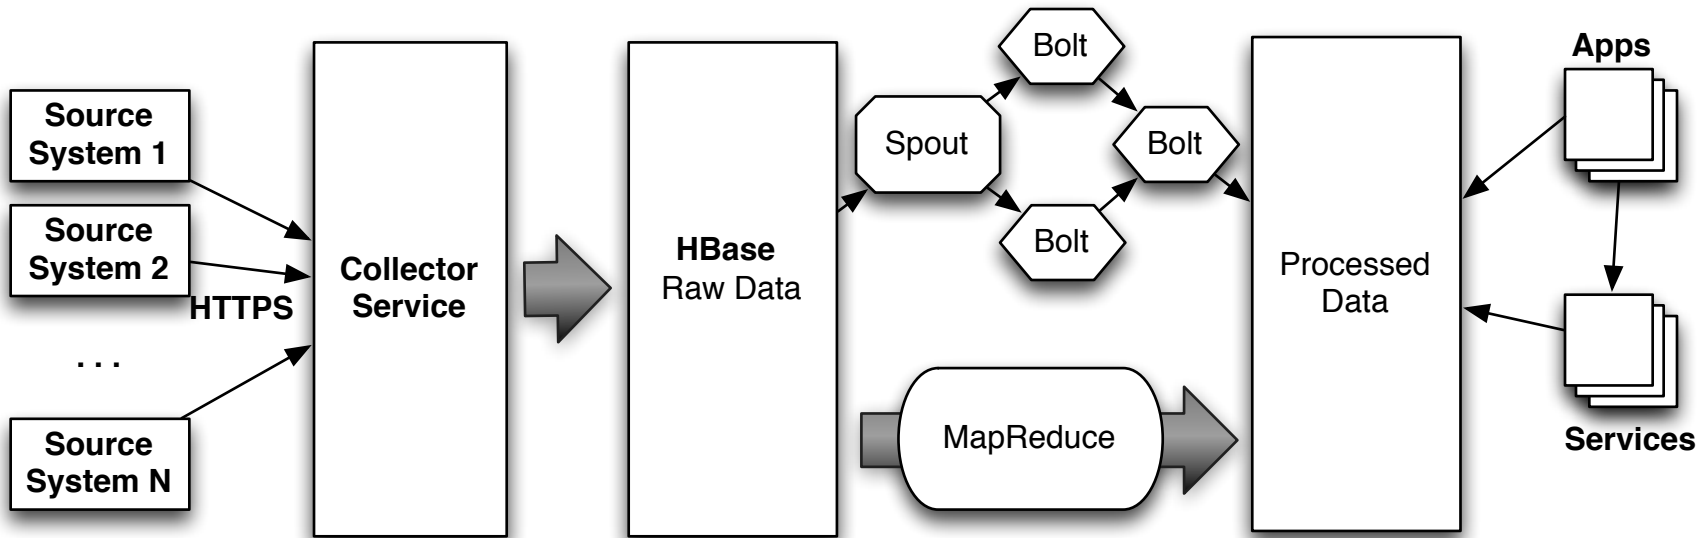 Source
System 1
Source
System 2
HTTPS
. . .
Source
System N
Collector
Service
HBase
Raw Data
Spout
Bolt
Bolt
Bolt
MapReduce
Processed
Data
Apps
Services